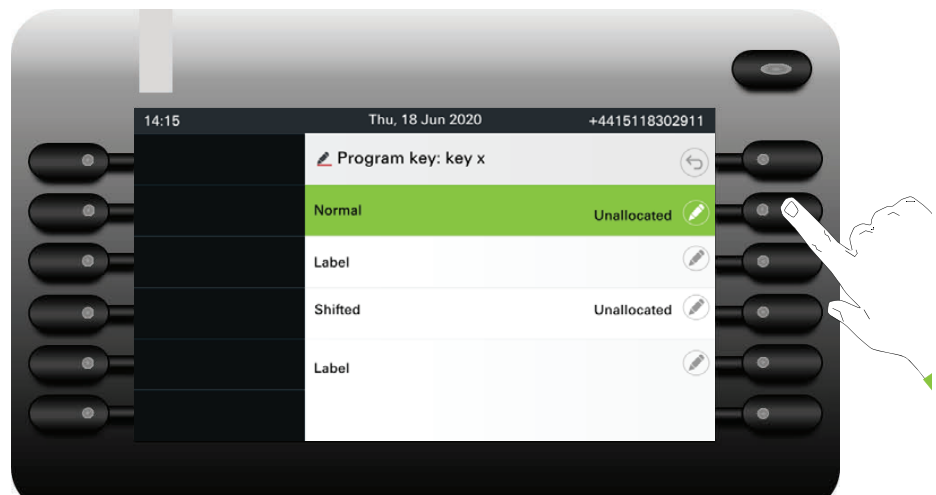 14:15 Thu, 18 Jun 2020 +4415118302911
Program key: key x
Normal Unallocated
Label
Shifted Unallocated
Label